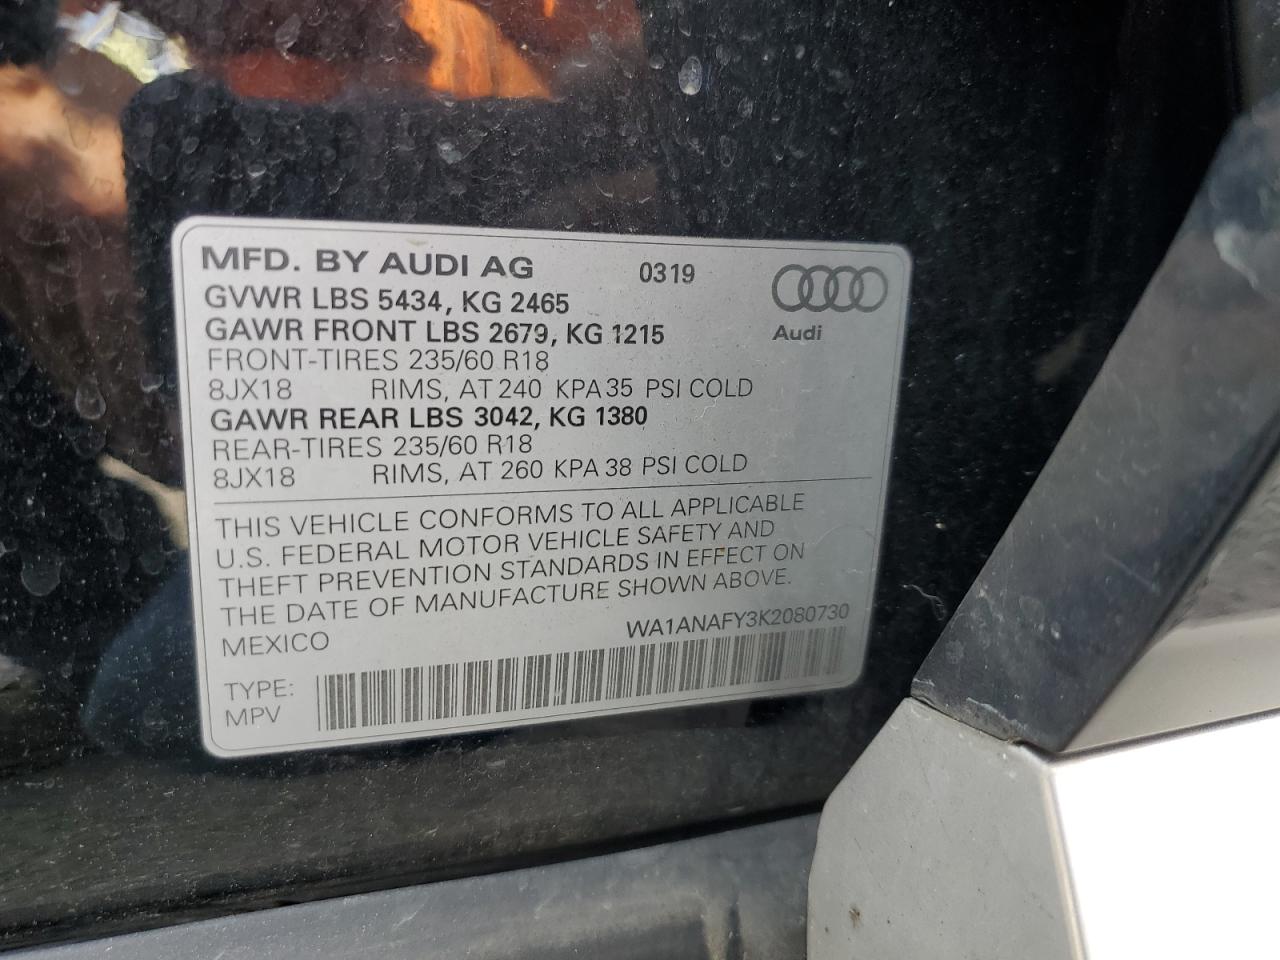 MFD. BY AUDI AG 0319
GVWR LBS 5434, KG 2465
GAWR FRONT LBS 2679, KG 1215
Audi
FRONT-TIRES 235/60 R18
8JX18 RIMS, AT 240 KPA 35 PSI COLD
GAWR REAR LBS 3042, KG 1380
REAR-TIRES 235/60 R18
8JX18 RIMS, AT 260 KPA 38 PSI COLD
THIS VEHICLE CONFORMS TO ALL APPLICABLE
U.S. FEDERAL MOTOR VEHICLE SAFETY AND
THEFT PREVENTION STANDARDS IN EFFECT ON
THE DATE OF MANUFACTURE SHOWN ABOVE.
MEXICO WA1ANAFY3K2080730
TYPE:
MPV